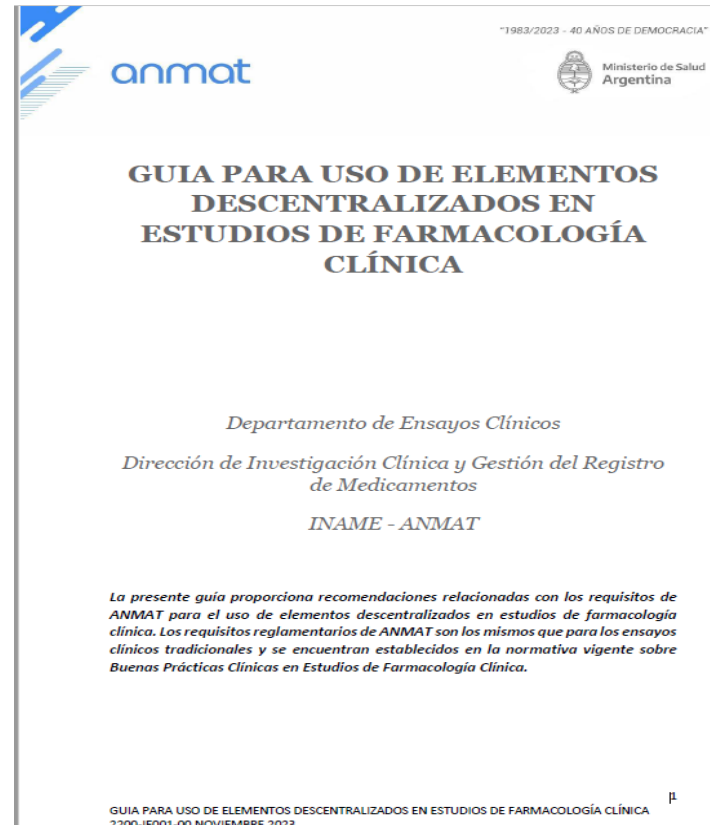 "1983/2023 - 40 AÑOS DE DEMOCRACIA"
anmat
Ministerio de Salud
Argentina
GUIA PARA USO DE ELEMENTOS
DESCENTRALIZADOS EN
ESTUDIOS DE FARMACOLOGÍA
CLÍNICA
Departamento de Ensayos Clínicos
Dirección de Investigación Clínica y Gestión del Registro
de Medicamentos
INAME - ANMAT
La presente guía proporciona recomendaciones relacionadas con los requisitos de
ANMAT para el uso de elementos descentralizados en estudios de farmacología
clínica. Los requisitos reglamentarios de ANMAT son los mismos que para los ensayos
clínicos tradicionales y se encuentran establecidos en la normativa vigente sobre
Buenas Prácticas Clínicas en Estudios de Farmacología Clínica.
1
GUIA PARA USO DE ELEMENTOS DESCENTRALIZADOS EN ESTUDIOS DE FARMACOLOGÍA CLÍNICA
2200-IF001-00 NOVIEMBRE 2023